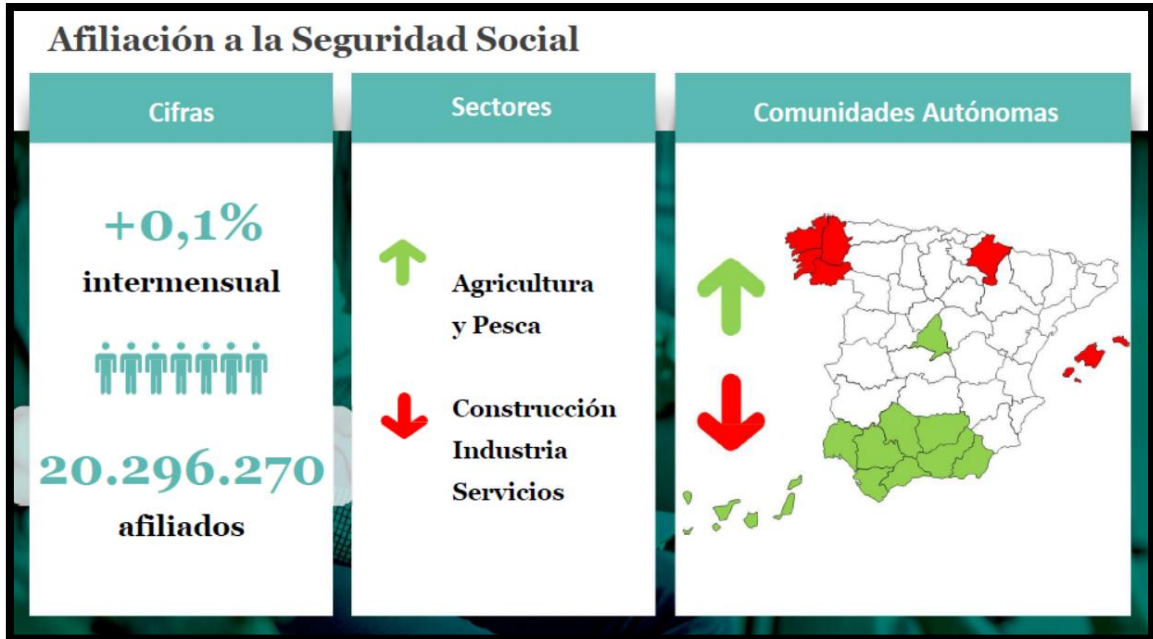 Afiliación a la Seguridad Social
Cifras
+0,1%
intermensual
20.296.270
afiliados
Sectores
Agricultura
y Pesca
Construcción
Industria
Servicios
Comunidades Autónomas